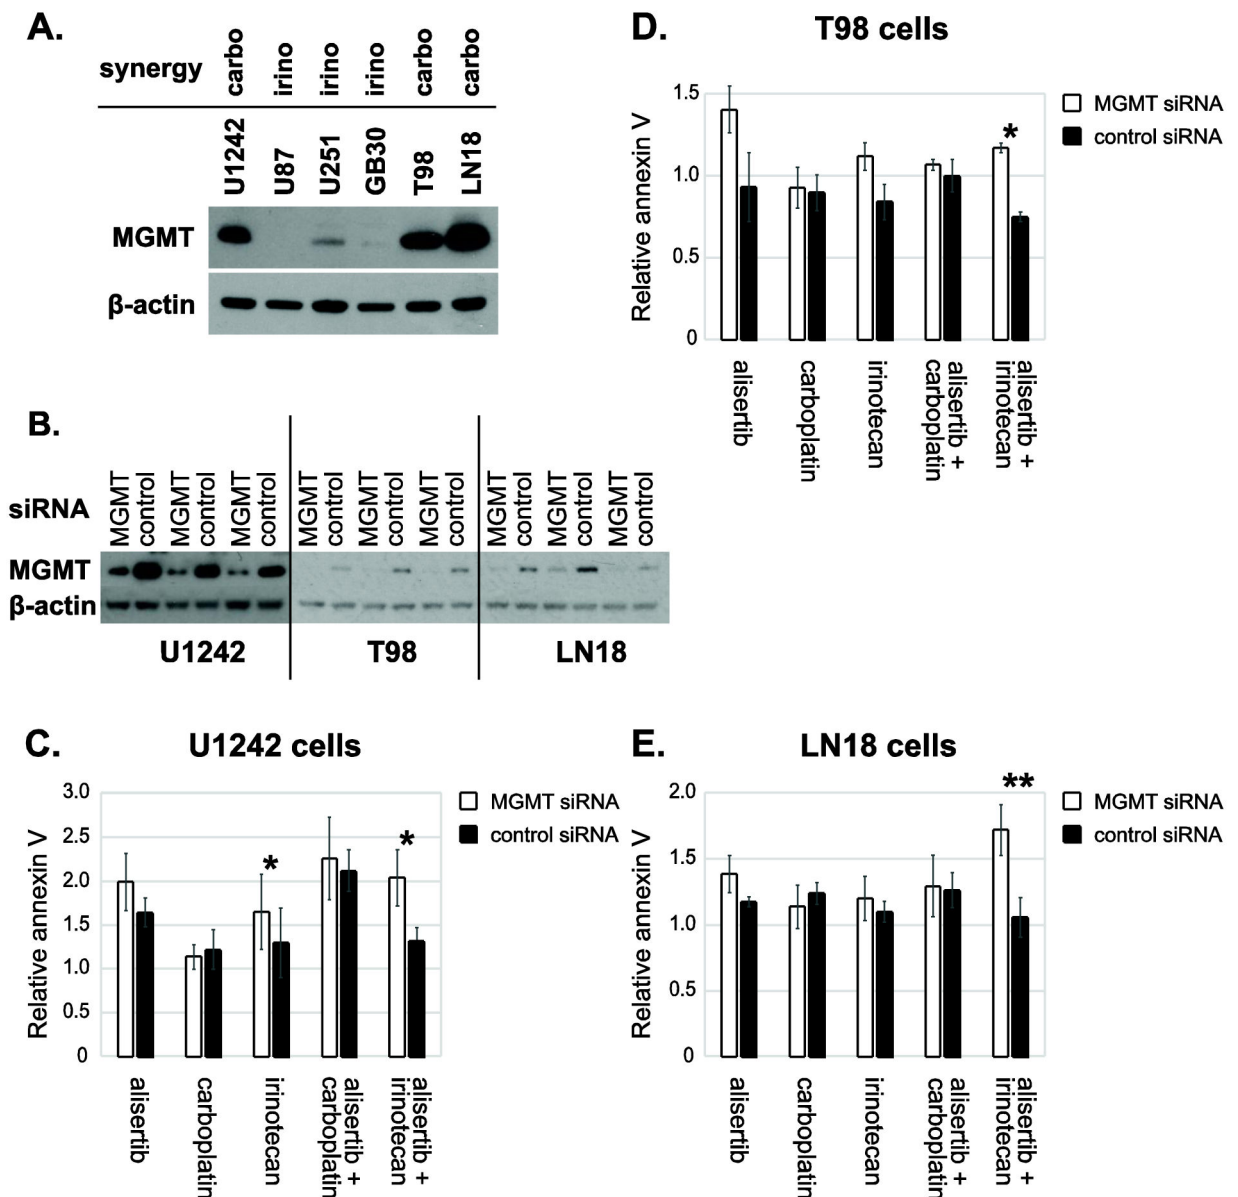 A.
synergy carbo irino irino irino carbo carbo
U1242 U87 U251 GB30 T98 LN18
MGMT
β-actin
B.
siRNA MGMT control MGMT control MGMT control MGMT control MGMT control MGMT control MGMT control MGMT control MGMT control
MGMT
β-actin
U1242 T98 LN18
C. U1242 cells
Relative annexin V
3.0
2.5
2.0
1.5
1.0
0.5
0
* *
MGMT siRNA
control siRNA
alisertib
carboplatin
irinotecan
alisertib +
carboplatin
alisertib +
irinotecan
D. T98 cells
Relative annexin V
1.5
1.0
0.5
0
*
MGMT siRNA
control siRNA
alisertib
carboplatin
irinotecan
alisertib +
carboplatin
alisertib +
irinotecan
E. LN18 cells
Relative annexin V
2.0
1.5
1.0
0.5
0
**
MGMT siRNA
control siRNA
alisertib
carboplatin
irinotecan
alisertib +
carboplatin
alisertib +
irinotecan